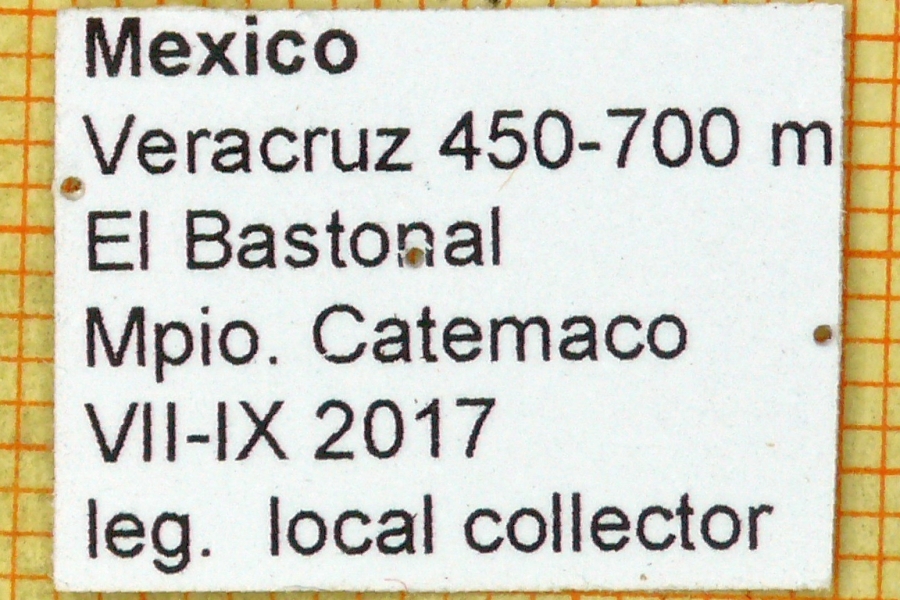 Mexico
Veracruz 450-700 m
El Bastonal
Mpio. Catemaco
VII-IX 2017
leg.  local collector